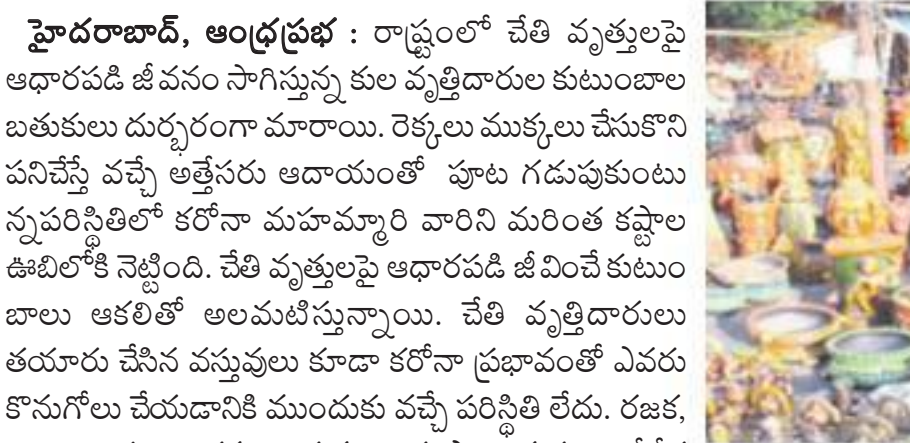 హైదరాబాద్, ఆంధ్రప్రభ : రాష్ట్రంలో చేతి వృత్తులపై
ఆధారపడి జీవనం సాగిస్తున్న కుల వృత్తిదారుల కుటుంబాల
బతుకులు దుర్భరంగా మారాయి. రెక్కలు ముక్కలు చేసుకొని
పనిచేస్తే వచ్చే అత్తేసరు ఆదాయంతో పూట గడుపుకుంటు
న్నపరిస్థితిలో కరోనా మహమ్మారి వారిని మరింత కష్టాల
ఊబిలోకి నెట్టింది. చేతి వృత్తులపై ఆధారపడి జీవించే కుటుం
బాలు ఆకలితో అలమటిస్తున్నాయి. చేతి వృత్తిదారులు
తయారు చేసిన వస్తువులు కూడా కరోనా ప్రభావంతో ఎవరు
కొనుగోలు చేయడానికి ముందుకు వచ్చే పరిస్థితి లేదు. రజక,